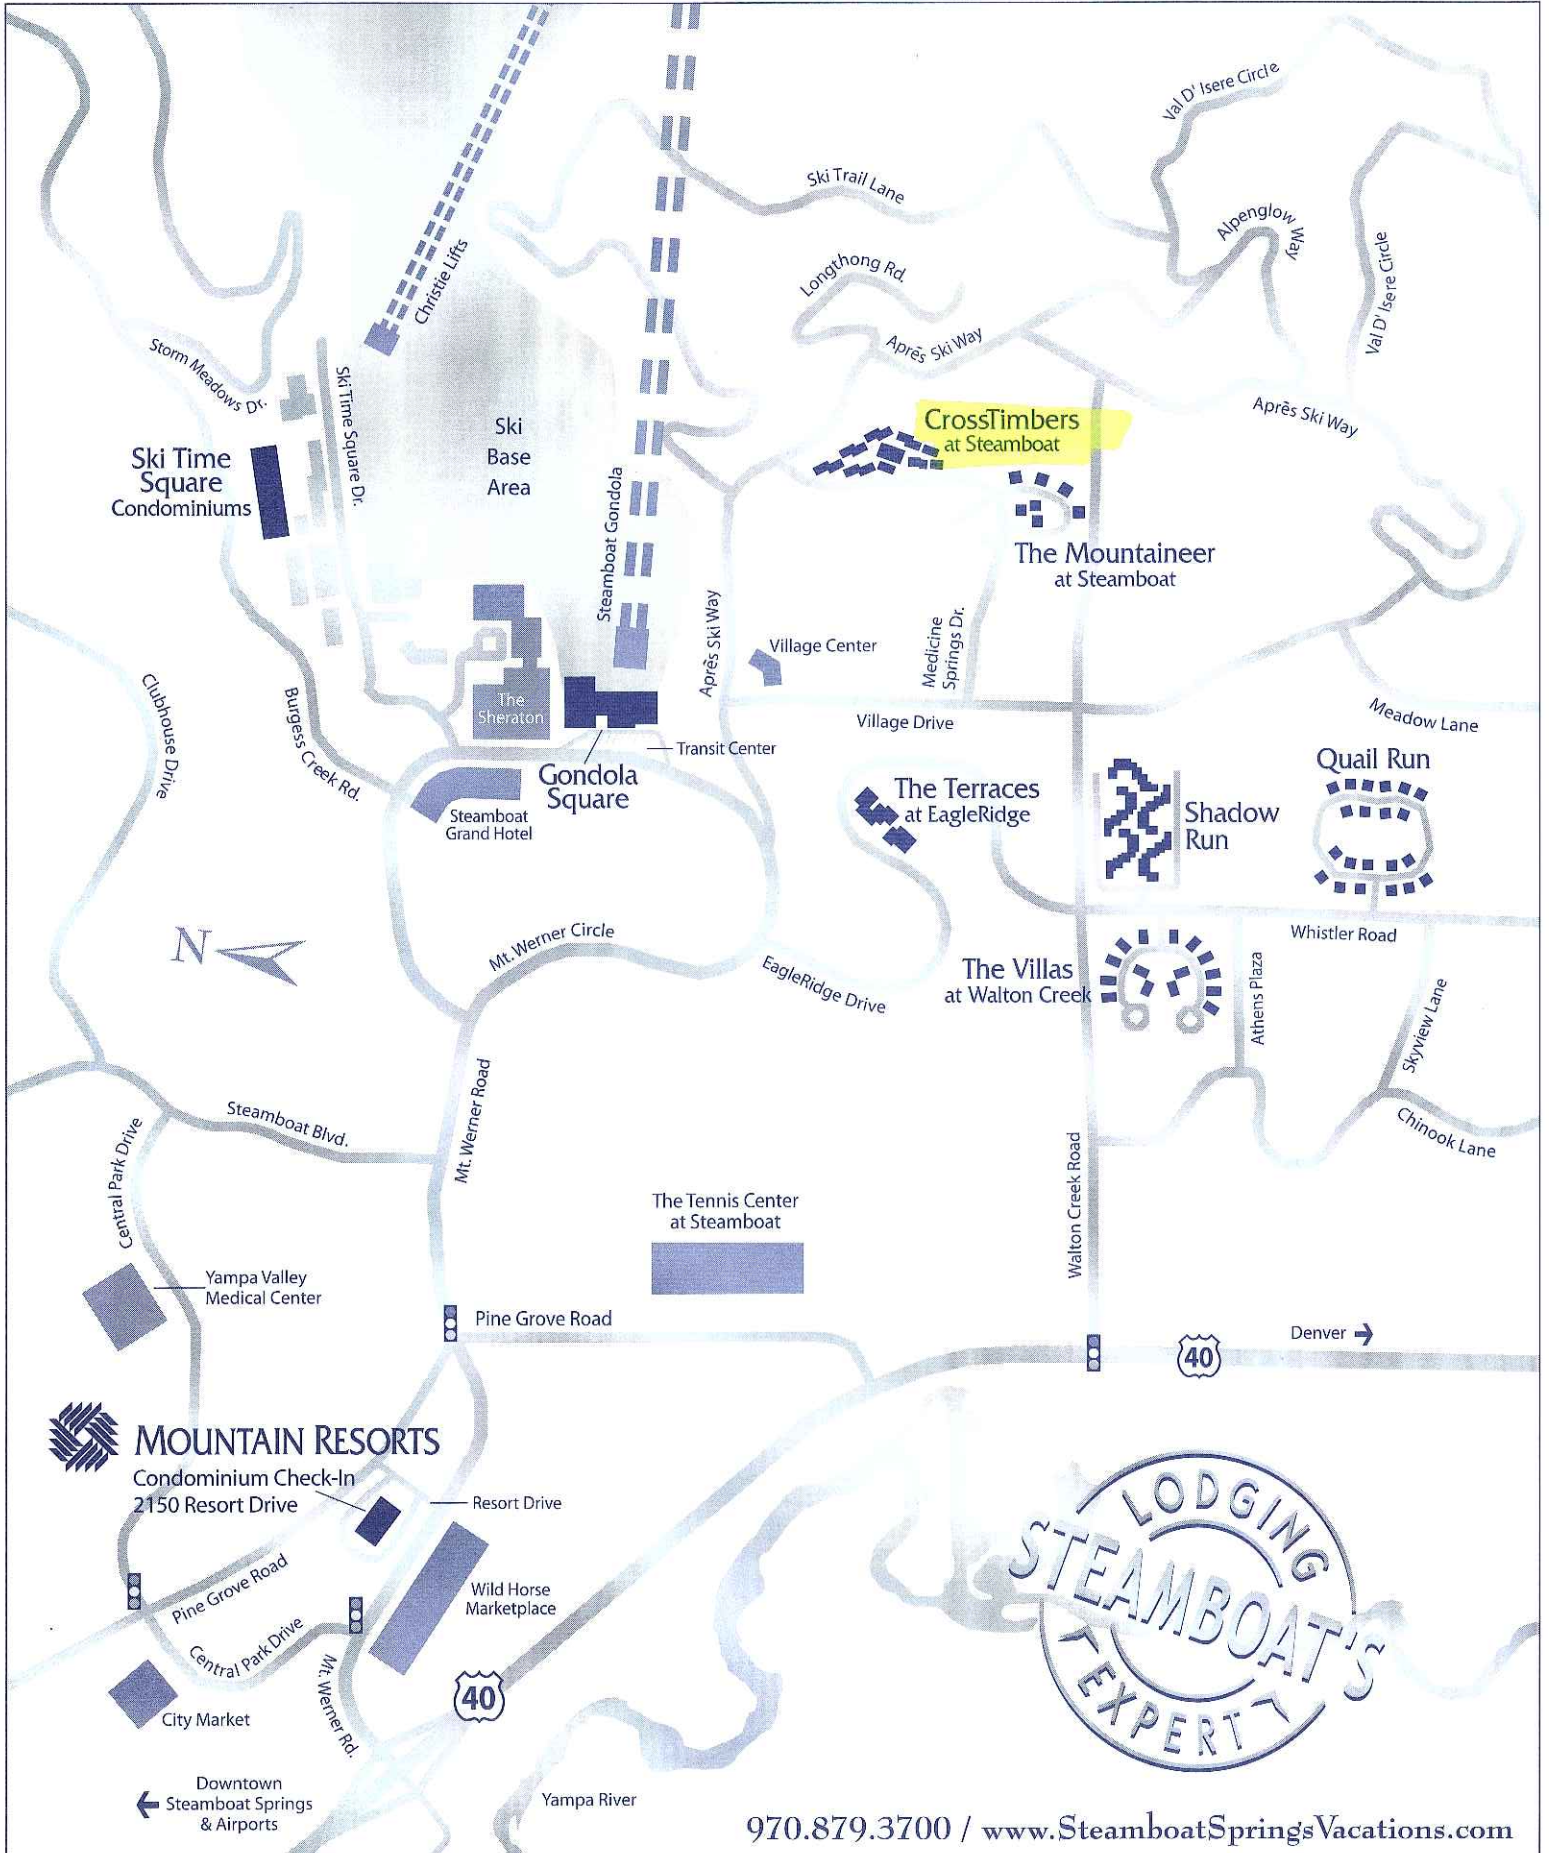 Val D' Isere Circle
Ski Trail Lane
Alpenglow Way
Val D' Isere Circle
Christie Lifts
Longthong Rd.
Après Ski Way
Storm Meadows Dr.
Ski Time Square Dr.
Après Ski Way
CrossTimbers
at Steamboat
Ski
Base
Area
Ski Time
Square
Condominiums
Steamboat Gondola
The Mountaineer
at Steamboat
Après Ski Way
Village Center
Medicine
Springs Dr.
Clubhouse Drive
Burgess Creek Rd.
The
Sheraton
Village Drive
Meadow Lane
Transit Center
Gondola
Square
Quail Run
The Terraces
at EagleRidge
Shadow
Run
Steamboat
Grand Hotel
N
Mt. Werner Circle
EagleRidge Drive
The Villas
at Walton Creek
Whistler Road
Athens Plaza
Skyview Lane
Mt. Werner Road
Steamboat Blvd.
Central Park Drive
Chinook Lane
Walton Creek Road
The Tennis Center
at Steamboat
Yampa Valley
Medical Center
Pine Grove Road
Denver
40
MOUNTAIN RESORTS
Condominium Check-In
2150 Resort Drive
Resort Drive
Pine Grove Road
Wild Horse
Marketplace
Central Park Drive
Mt. Werner Rd.
40
City Market
LODGING
STEAMBOAT'S
EXPERT
Downtown
Steamboat Springs
& Airports
Yampa River
970.879.3700 / www.SteamboatSpringsVacations.com